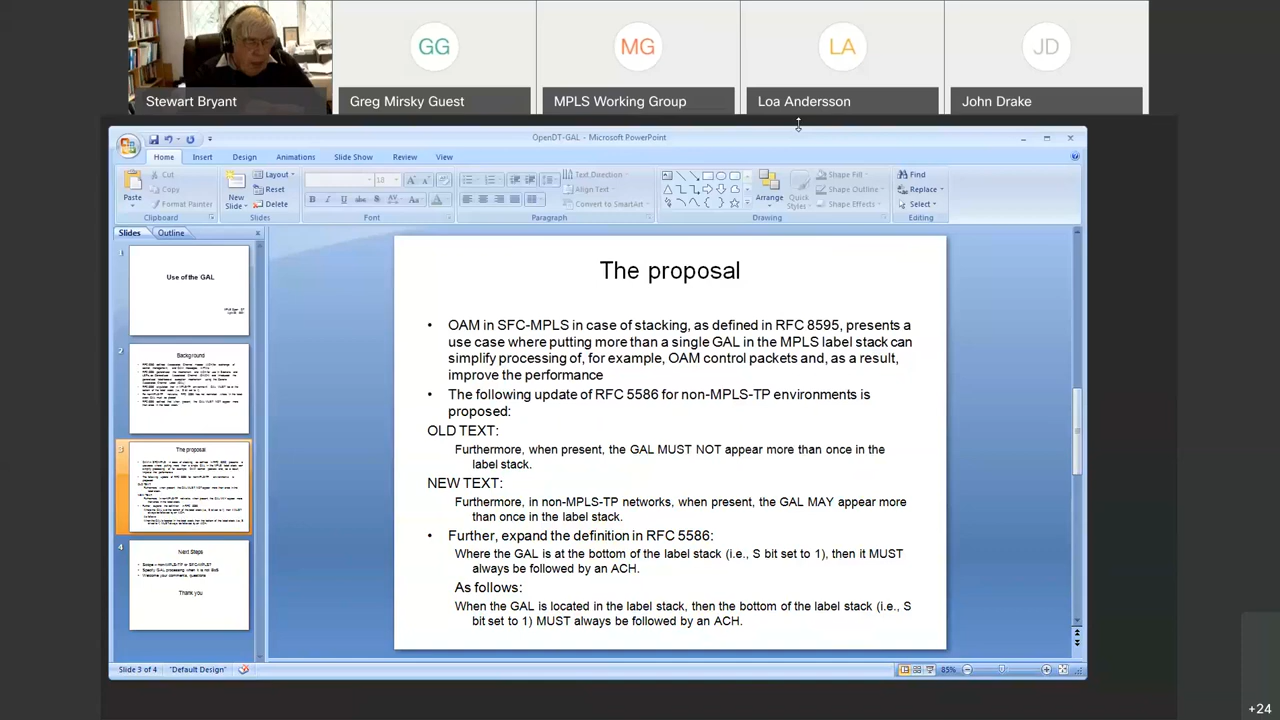 GG
MG
LA
JD
Stewart Bryant
Greg Mirsky Guest
MPLS Working Group
Loa Andersson
John Drake
OpenDT-GAL - Microsoft PowerPoint
Home
Insert
Design
Animations
Slide Show
Review
View
Paste
Cut
Copy
Format Painter
Clipboard
New
Slide
Layout
Reset
Delete
Slides
18
Font
Text Direction
Align Text
Convert to SmartArt
Paragraph
Arrange
Quick
Styles
Shape Fill
Shape Outline
Shape Effects
Drawing
Find
Replace
Select
Editing
Slides
Outline
1
Use of the GAL
2
Background
3
The proposal
4
Next Steps
Thank you
The proposal
• OAM in SFC-MPLS in case of stacking, as defined in RFC 8595, presents a
use case where putting more than a single GAL in the MPLS label stack can
simplify processing of, for example, OAM control packets and, as a result,
improve the performance
• The following update of RFC 5586 for non-MPLS-TP environments is
proposed:
OLD TEXT:
Furthermore, when present, the GAL MUST NOT appear more than once in the
label stack.
NEW TEXT:
Furthermore, in non-MPLS-TP networks, when present, the GAL MAY appear more
than once in the label stack.
• Further, expand the definition in RFC 5586:
Where the GAL is at the bottom of the label stack (i.e., S bit set to 1), then it MUST
always be followed by an ACH.
As follows:
When the GAL is located in the label stack, then the bottom of the label stack (i.e., S
bit set to 1) MUST always be followed by an ACH.
Slide 3 of 4
"Default Design"
85%
+24